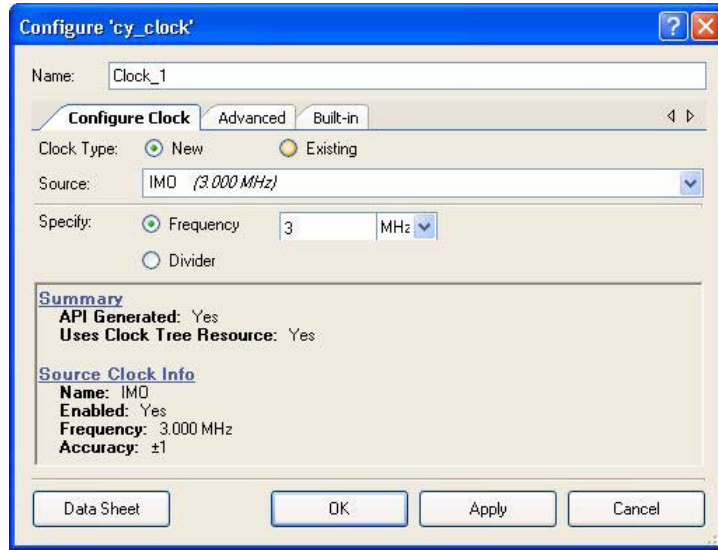 Configure 'cy_clock'
Name: Clock_1
Configure Clock Advanced Built-in
Clock Type: New Existing
Source: IMO (3.000 MHz)
Specify: Frequency 3 MHz
Divider
Summary
API Generated: Yes
Uses Clock Tree Resource: Yes
Source Clock Info
Name: IMO
Enabled: Yes
Frequency: 3.000 MHz
Accuracy: ±1
Data Sheet OK Apply Cancel